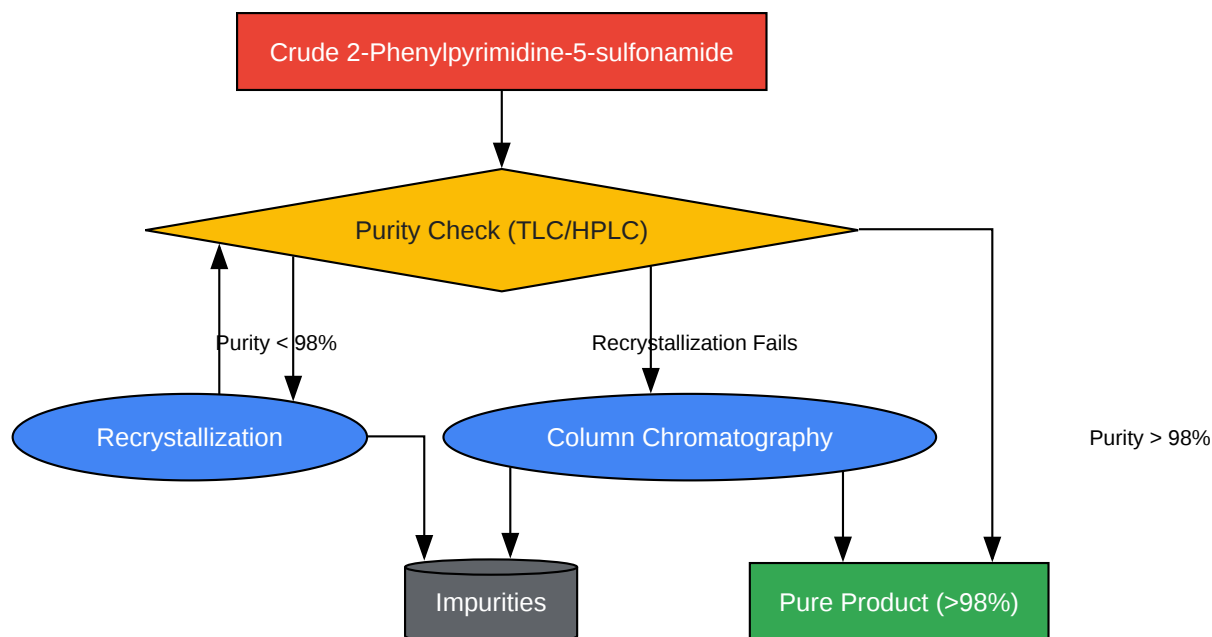 Crude 2-Phenylpyrimidine-5-sulfonamide
Purity Check (TLC/HPLC)
Purity < 98%
Recrystallization Fails
Recrystallization
Column Chromatography
Purity > 98%
Impurities
Pure Product (>98%)